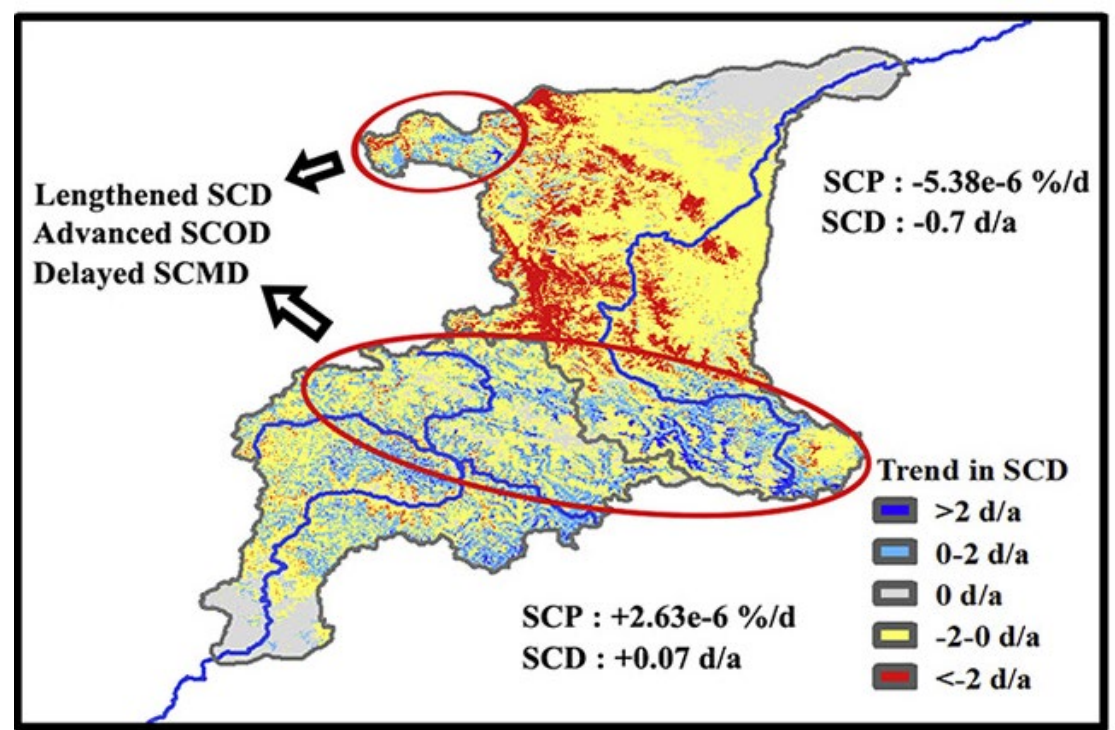 Lengthened SCD
Advanced SCOD
Delayed SCMD
SCP : -5.38e-6 %/d
SCD : -0.7 d/a
SCP : +2.63e-6 %/d
SCD : +0.07 d/a
Trend in SCD
>2 d/a
0-2 d/a
0 d/a
-2-0 d/a
<-2 d/a